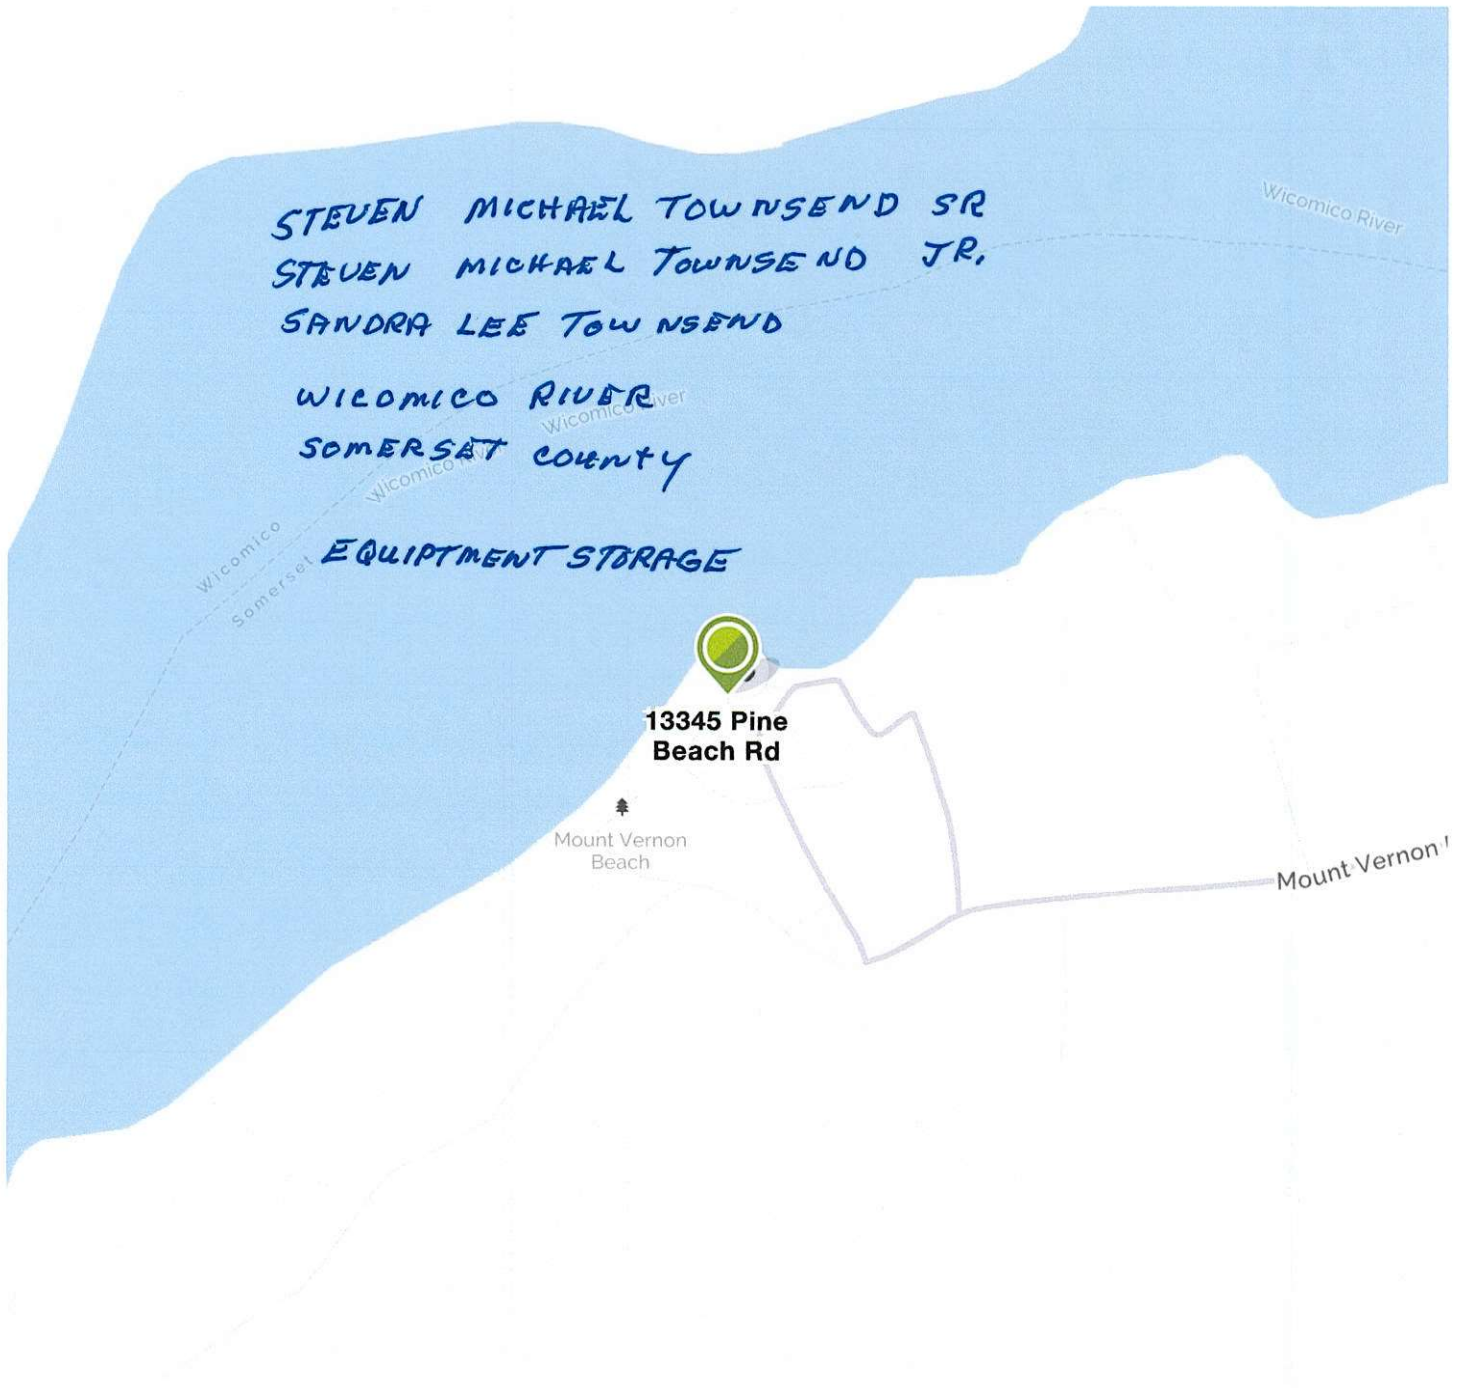 STEVEN MICHAEL TOWNSEND SR
Wicomico River
STEVEN MICHAEL TOWNSEND JR.
SANDRA LEE TOWNSEND
WICOMICO RIVER
Wicomico River
SOMERSET COUNTY
Wicomico River
EQUIPTMENT STORAGE
Wicomico
Somerset
13345 Pine
Beach Rd
Mount Vernon
Beach
Mount Vernon